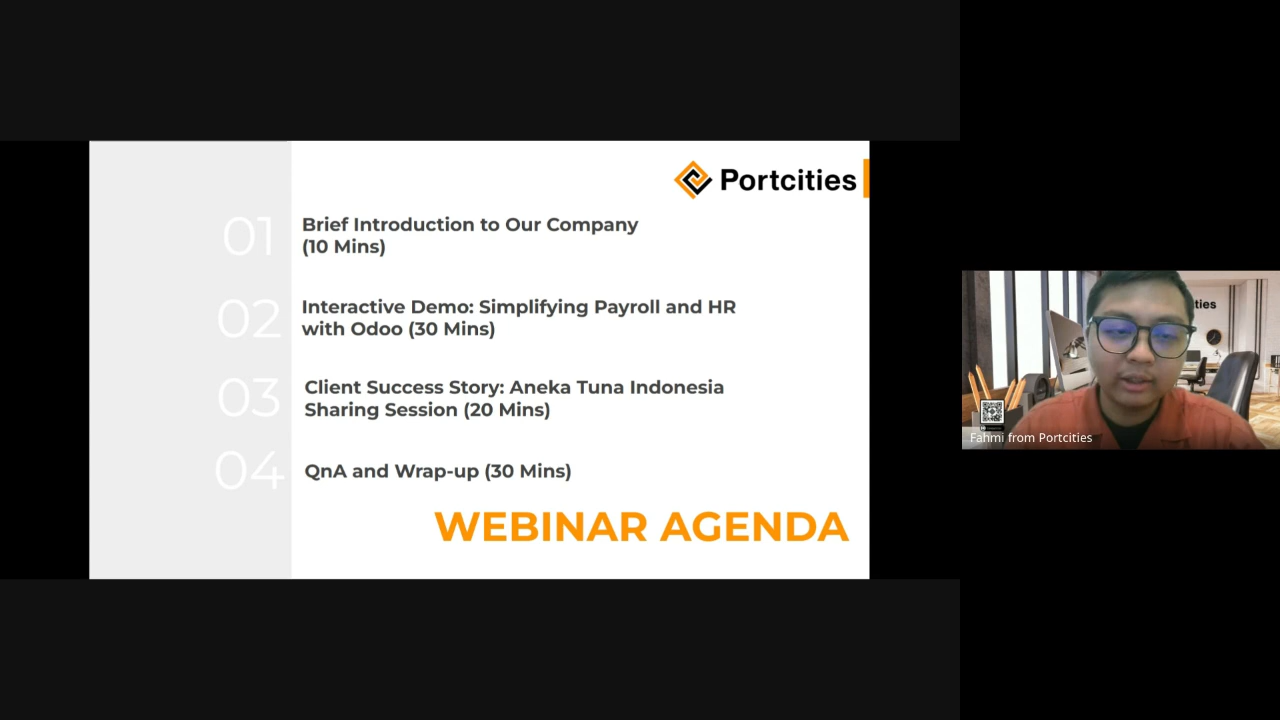 Portcities
01
Brief Introduction to Our Company
(10 Mins)
02
Interactive Demo: Simplifying Payroll and HR
with Odoo (30 Mins)
03
Client Success Story: Aneka Tuna Indonesia
Sharing Session (20 Mins)
04
QnA and Wrap-up (30 Mins)
WEBINAR AGENDA
ties
Fahmi from Portcities